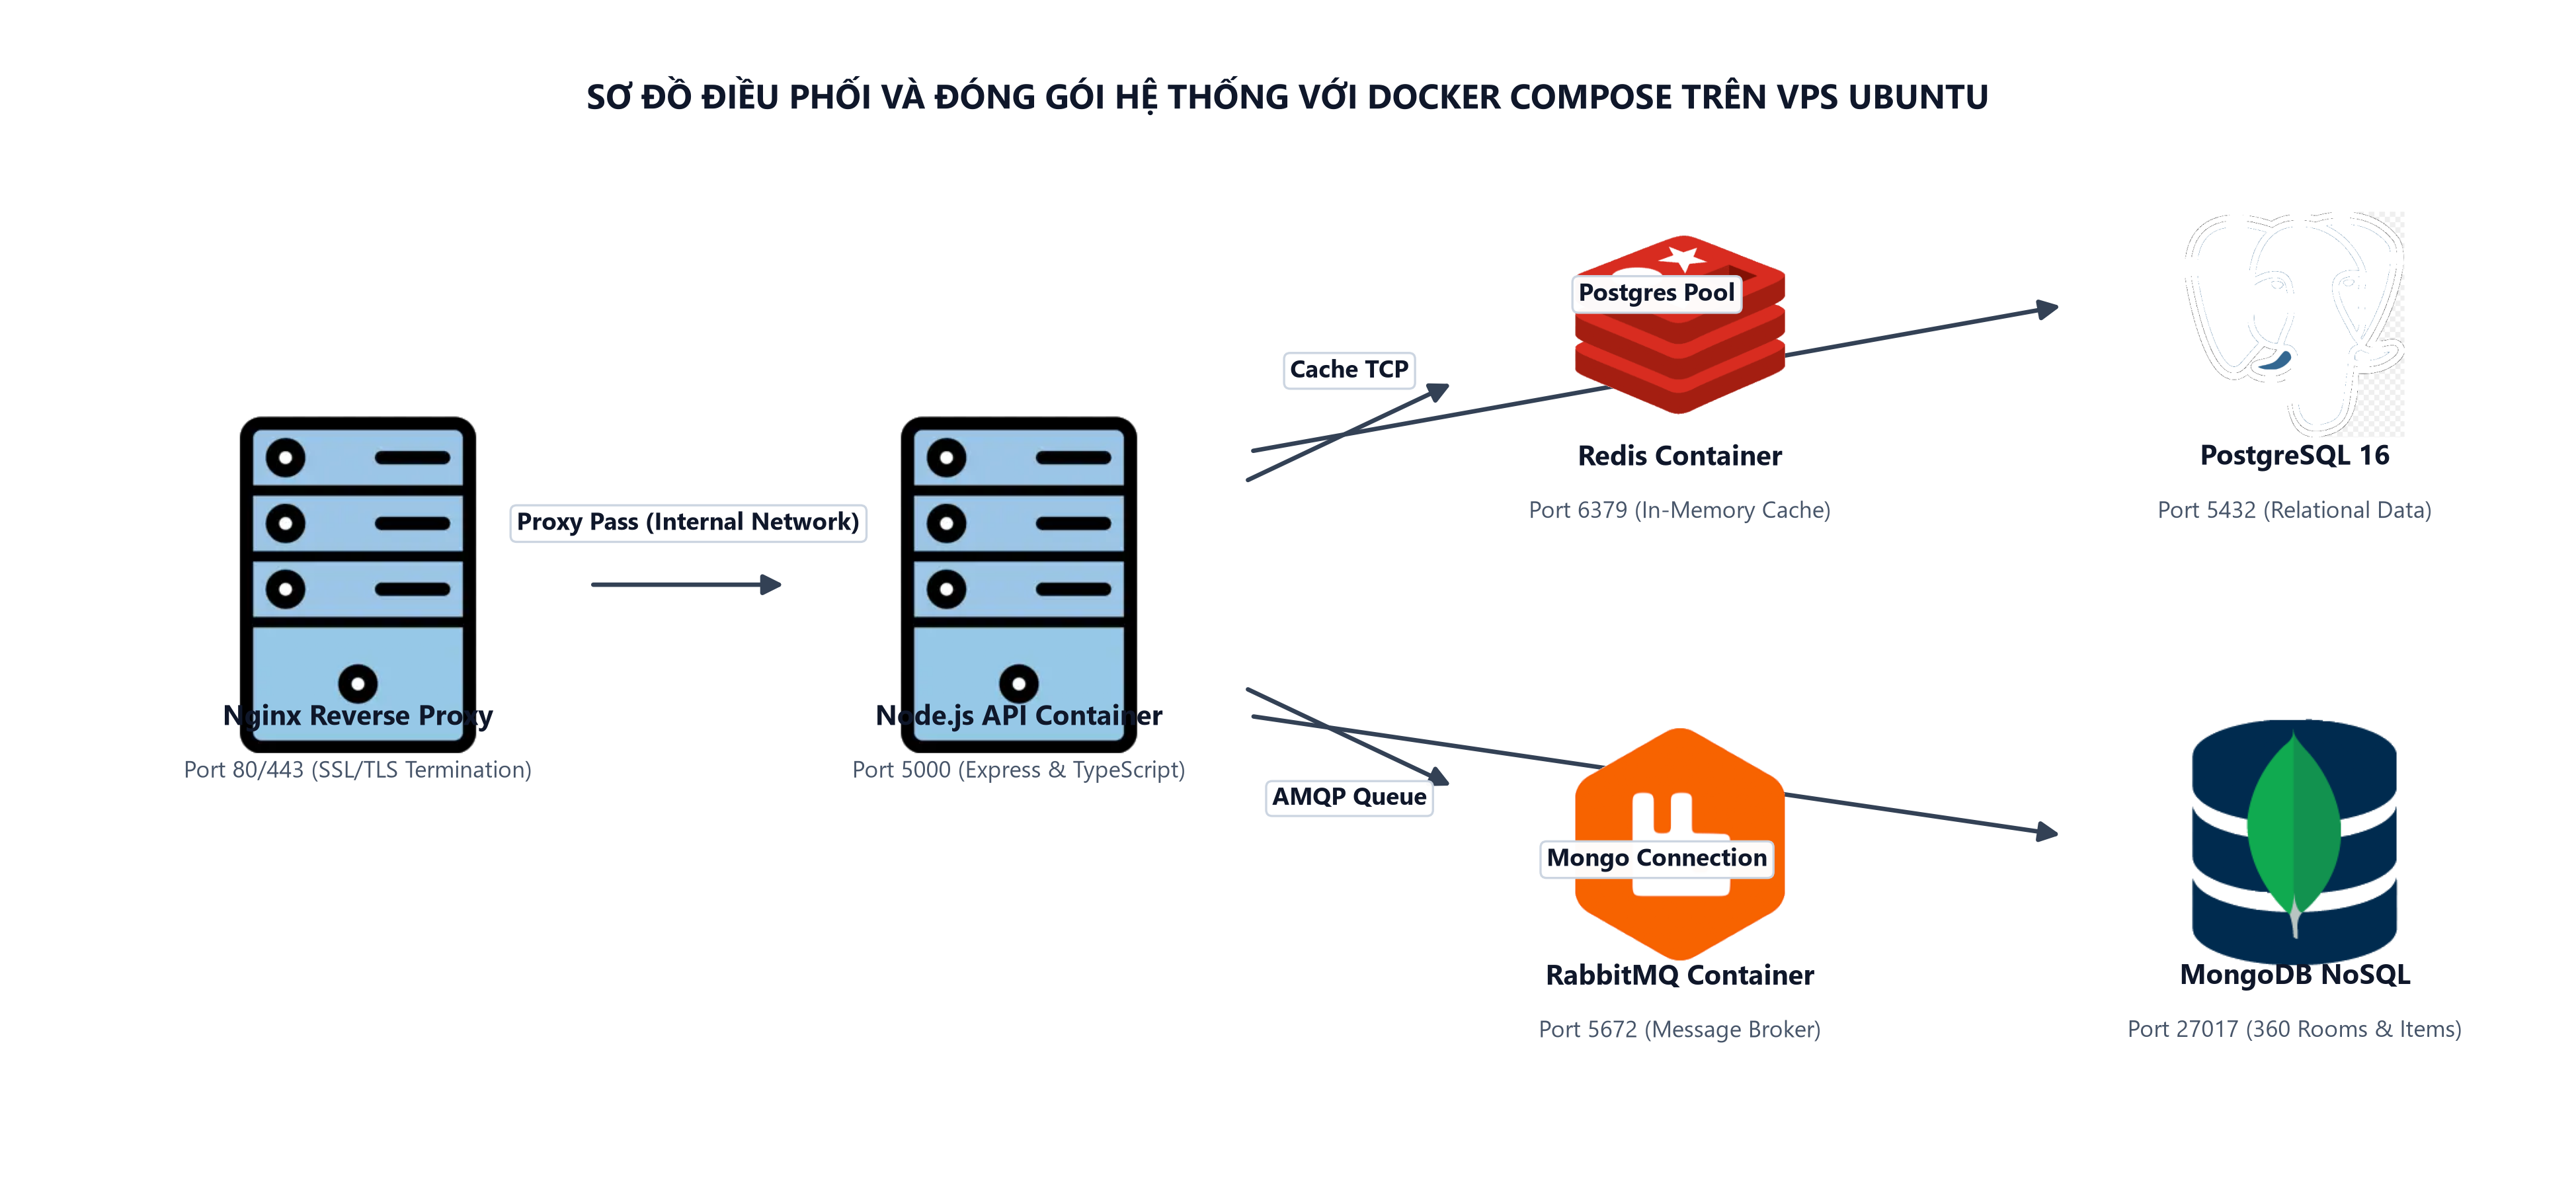 SƠ ĐỒ ĐIỀU PHỐI VÀ ĐÓNG GÓI HỆ THỐNG VỚI DOCKER COMPOSE TRÊN VPS UBUNTU
Nginx Reverse Proxy
Port 80/443 (SSL/TLS Termination)
Proxy Pass (Internal Network)
Node.js API Container
Port 5000 (Express & TypeScript)
Cache TCP
Postgres Pool
Redis Container
Port 6379 (In-Memory Cache)
PostgreSQL 16
Port 5432 (Relational Data)
AMQP Queue
Mongo Connection
RabbitMQ Container
Port 5672 (Message Broker)
MongoDB NoSQL
Port 27017 (360 Rooms & Items)